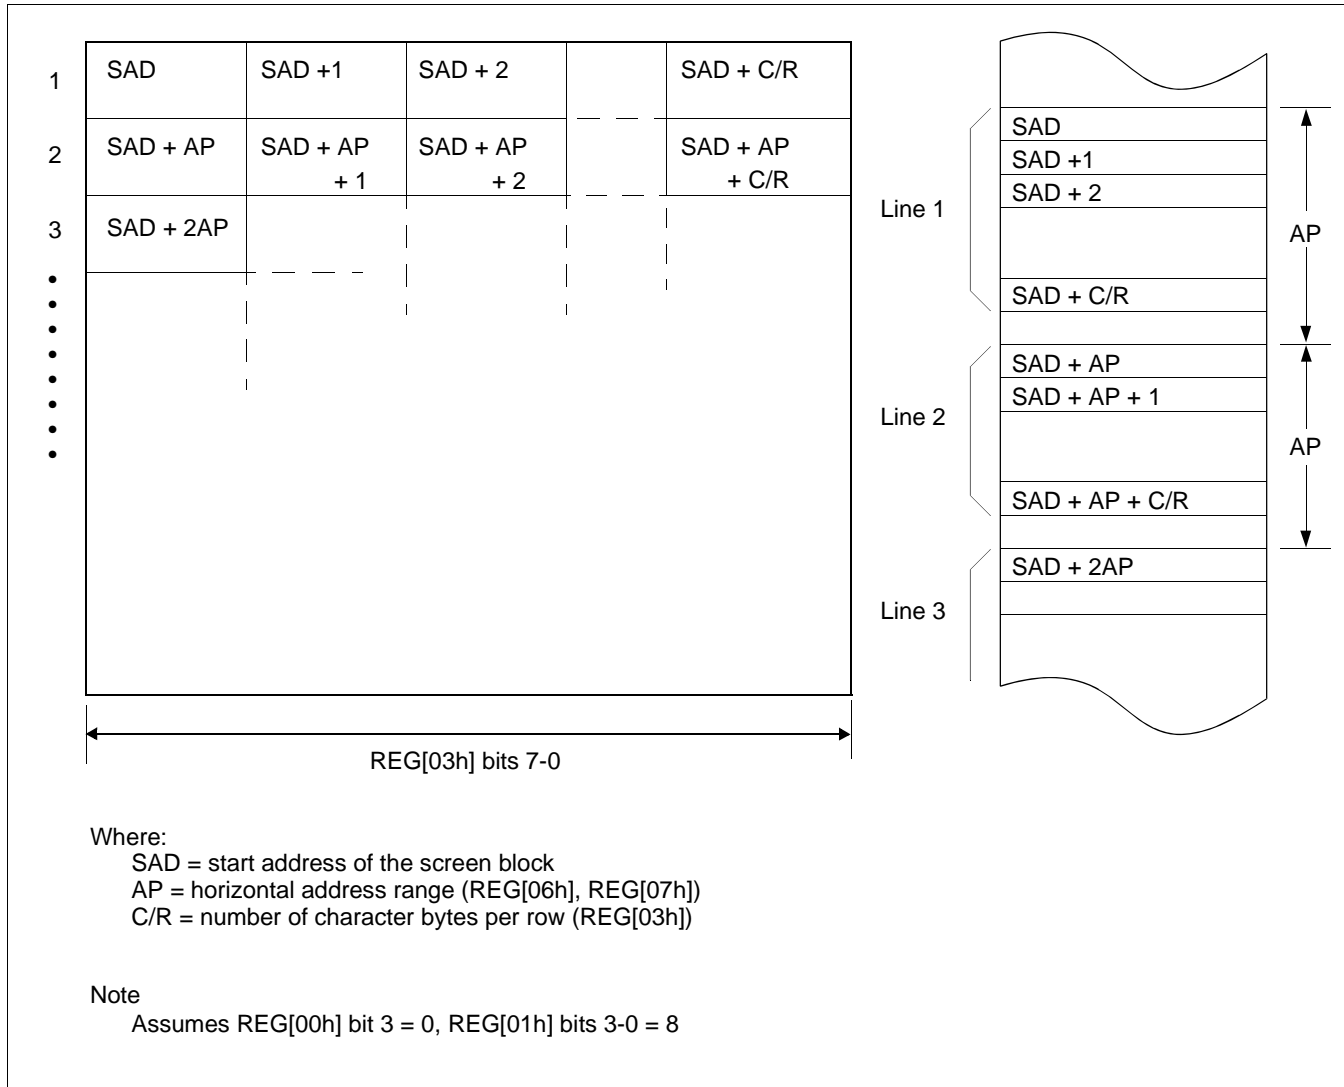 1 SAD SAD +1 SAD + 2 SAD + C/R
2 SAD + AP SAD + AP + 1 SAD + AP + 2 SAD + AP + C/R
3 SAD + 2AP
•
•
•
•
•
•
•
•
REG[03h] bits 7-0
Line 1
SAD
SAD +1
SAD + 2
SAD + C/R
AP
Line 2
SAD + AP
SAD + AP + 1
SAD + AP + C/R
AP
Line 3
SAD + 2AP
Where:
SAD = start address of the screen block
AP = horizontal address range (REG[06h], REG[07h])
C/R = number of character bytes per row (REG[03h])
Note
Assumes REG[00h] bit 3 = 0, REG[01h] bits 3-0 = 8